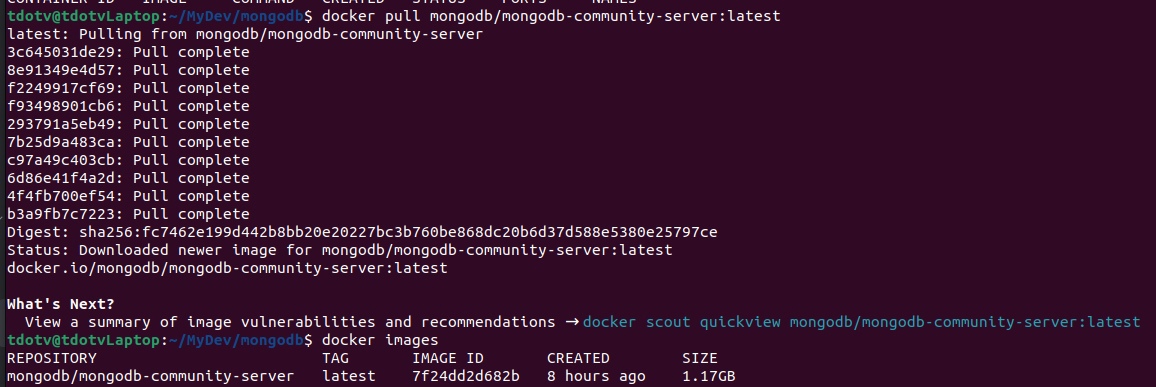 CONTAINER ID   IMAGE     COMMAND   CREATED   STATUS    PORTS     NAMES
tdotv@tdotvLaptop:~/MyDev/mongodb$ docker pull mongodb/mongodb-community-server:latest
latest: Pulling from mongodb/mongodb-community-server
3c645031de29: Pull complete
8e91349e4d57: Pull complete
f2249917cf69: Pull complete
f93498901cb6: Pull complete
293791a5eb49: Pull complete
7b25d9a483ca: Pull complete
c97a49c403cb: Pull complete
6d86e41f4a2d: Pull complete
4f4fb700ef54: Pull complete
b3a9fb7c7223: Pull complete
Digest: sha256:fc7462e199d442b8bb20e20227bc3b760be868dc20b6d37d588e5380e25797ce
Status: Downloaded newer image for mongodb/mongodb-community-server:latest
docker.io/mongodb/mongodb-community-server:latest
What's Next?
View a summary of image vulnerabilities and recommendations → docker scout quickview mongodb/mongodb-community-server:latest
tdotv@tdotvLaptop:~/MyDev/mongodb$ docker images
REPOSITORY                         TAG       IMAGE ID       CREATED       SIZE
mongodb/mongodb-community-server   latest    7f24dd2d682b   8 hours ago   1.17GB